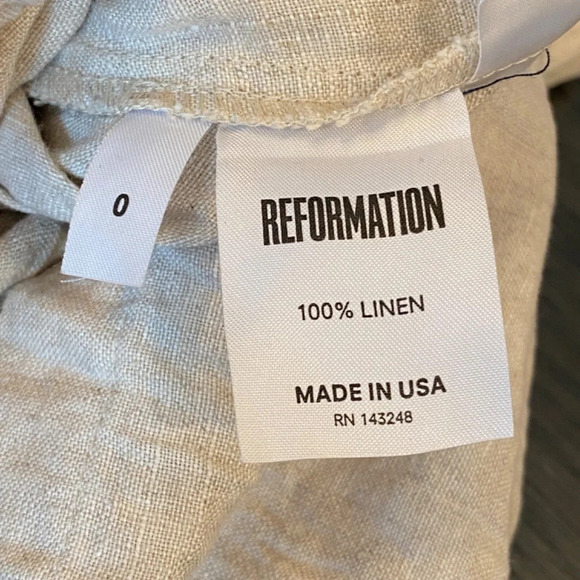 0
REFORMATION
100% LINEN
MADE IN USA
RN 143248